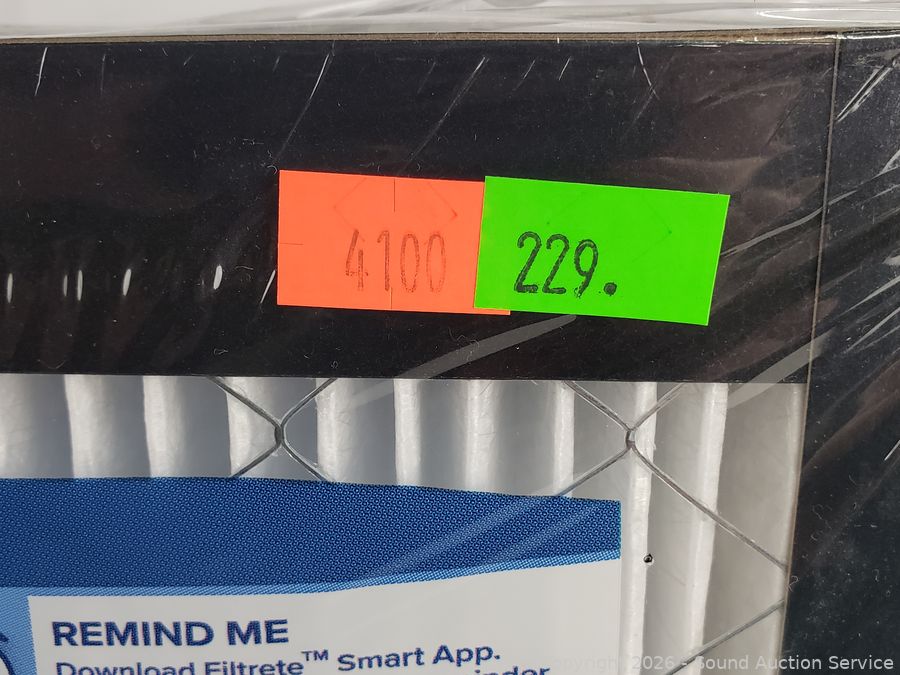 4100
229.
REMIND ME
Download Filtrete™ Smart App.
Copyright 2026 - Sound Auction Service